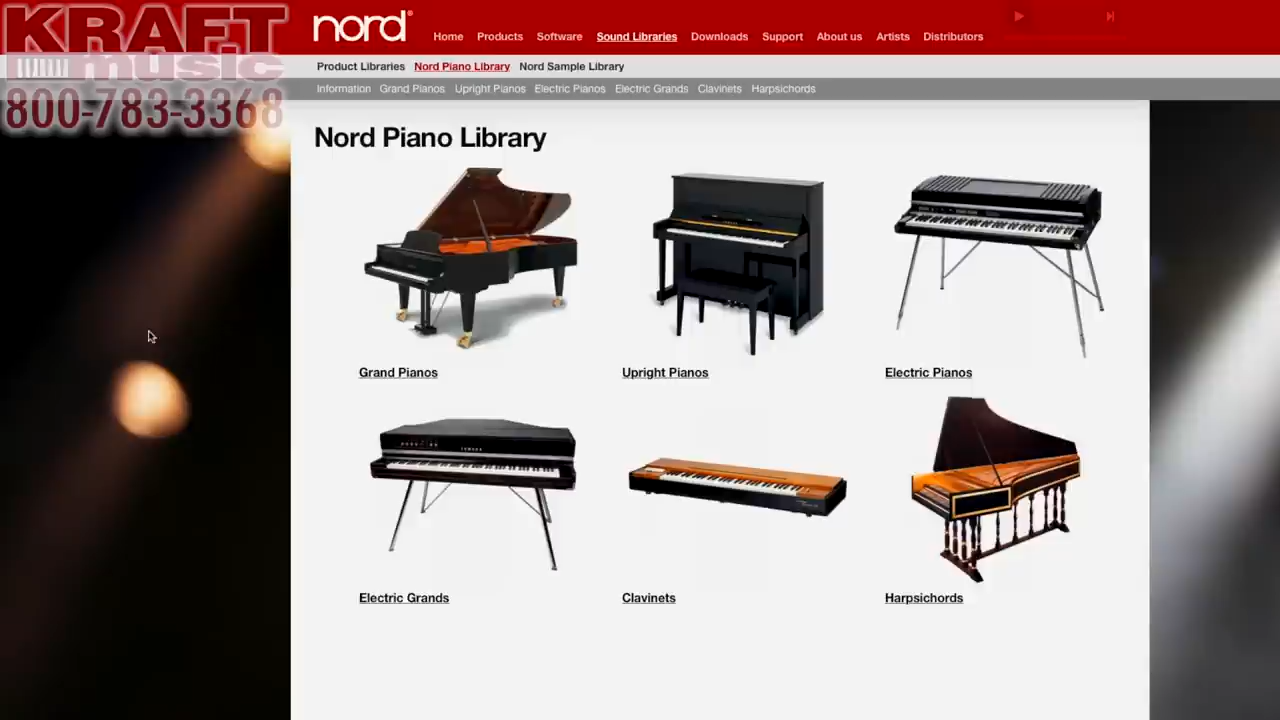 KRAFT
music
800-783-3368
nord
Home Products Software Sound Libraries Downloads Support About us Artists Distributors
Product Libraries Nord Piano Library Nord Sample Library
Information Grand Pianos Upright Pianos Electric Pianos Electric Grands Clavinets Harpsichords
Nord Piano Library
Grand Pianos Upright Pianos Electric Pianos
YAMAHA
Electric Grands Clavinets Harpsichords